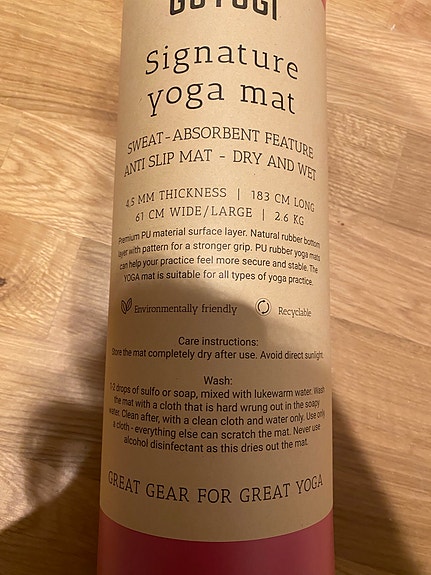 GOYOGI
Signature
yoga mat
SWEAT-ABSORBENT FEATURE
ANTI SLIP MAT - DRY AND WET
4.5 MM THICKNESS | 183 CM LONG
61 CM WIDE/LARGE | 2.6 KG
Premium PU material surface layer. Natural rubber bottom
layer with pattern for a stronger grip. PU rubber yoga mats
can help your practice feel more secure and stable. The
YOGA mat is suitable for all types of yoga practice.
Environmentally friendly
Recyclable
Care instructions:
Store the mat completely dry after use. Avoid direct sunlight.
Wash:
1-2 drops of sulfo or soap, mixed with lukewarm water. Wash
the mat with a cloth that is hard wrung out in the soapy
water. Clean after, with a clean cloth and water only. Use only
a cloth - everything else can scratch the mat. Never use
alcohol disinfectant as this dries out the mat.
GREAT GEAR FOR GREAT YOGA